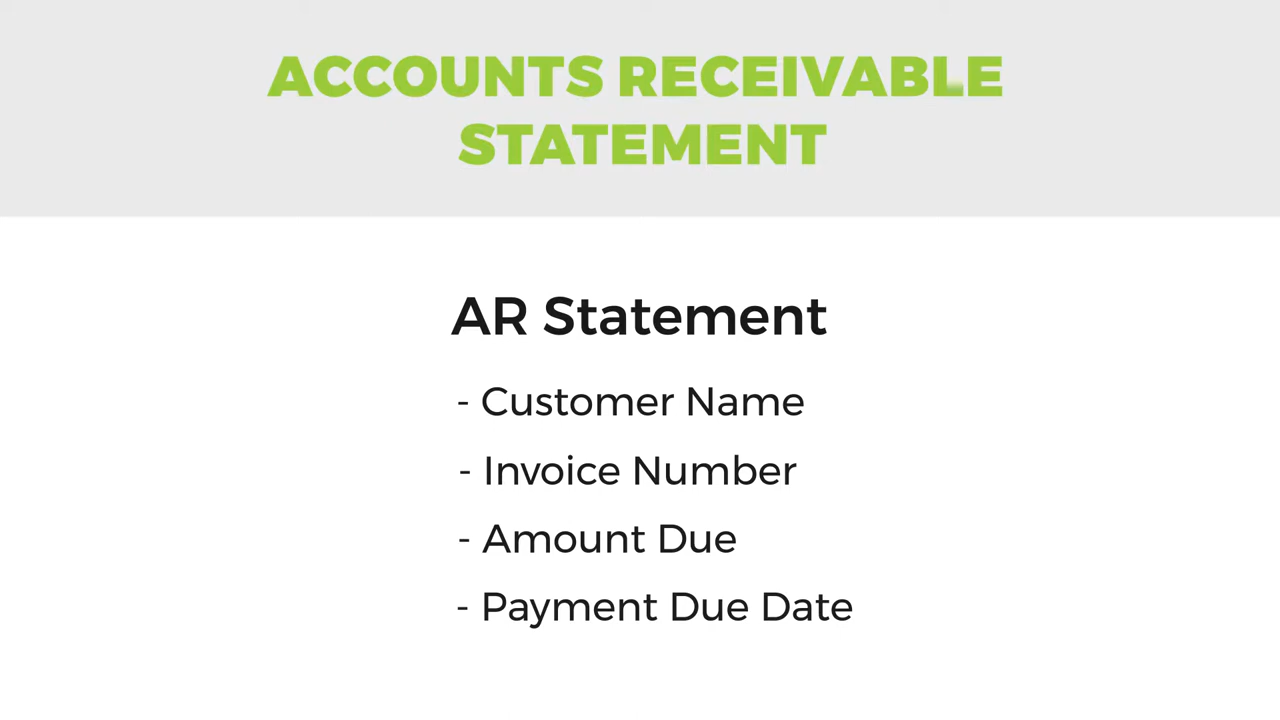 ACCOUNTS RECEIVABLE
STATEMENT
AR Statement
- Customer Name
- Invoice Number
- Amount Due
- Payment Due Date